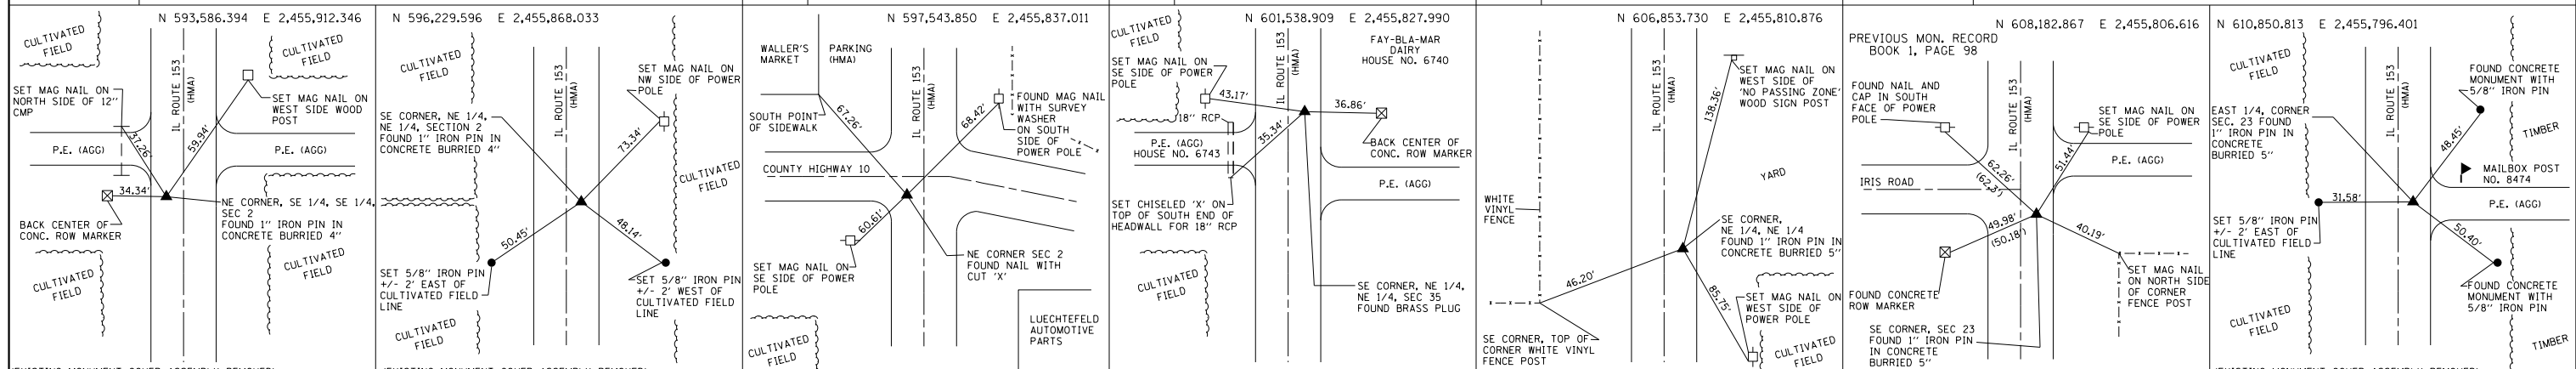 N 593,586.394 E 2,455,912.346
CULTIVATED
FIELD
CULTIVATED
FIELD
IL ROUTE 153
(HMA)
SET MAG NAIL ON
NORTH SIDE OF 12"
CMP
SET MAG NAIL ON
WEST SIDE WOOD
POST
37.26'
59.94'
P.E. (AGG)
P.E. (AGG)
34.34'
BACK CENTER OF
CONC. ROW MARKER
NE CORNER, SE 1/4, SE 1/4,
SEC 2
FOUND 1" IRON PIN IN
CONCRETE BURRIED 4"
CULTIVATED
FIELD
CULTIVATED
FIELD
N 596,229.596 E 2,455,868.033
CULTIVATED
FIELD
IL ROUTE 153
(HMA)
SET MAG NAIL ON
NW SIDE OF POWER
POLE
SE CORNER, NE 1/4,
NE 1/4, SECTION 2
FOUND 1" IRON PIN IN
CONCRETE BURRIED 4"
73.34'
CULTIVATED
FIELD
50.45'
48.14'
SET 5/8" IRON PIN
+/- 2' EAST OF
CULTIVATED FIELD
LINE
SET 5/8" IRON PIN
+/- 2' WEST OF
CULTIVATED FIELD
LINE
CULTIVATED
FIELD
N 597,543.850 E 2,455,837.011
WALLER'S
MARKET
PARKING
(HMA)
IL ROUTE 153
(HMA)
67.26'
68.42'
FOUND MAG NAIL
WITH SURVEY
WASHER
ON SOUTH
SIDE OF
POWER POLE
SOUTH POINT
OF SIDEWALK
COUNTY HIGHWAY 10
60.61'
SET MAG NAIL ON
SE SIDE OF POWER
POLE
NE CORNER SEC 2
FOUND NAIL WITH
CUT 'X'
LUECHTEFELD
AUTOMOTIVE
PARTS
CULTIVATED
FIELD
N 601,538.909 E 2,455,827.990
CULTIVATED
FIELD
IL ROUTE 153
(HMA)
FAY-BLA-MAR
DAIRY
HOUSE NO. 6740
SET MAG NAIL ON
SE SIDE OF POWER
POLE
43.17'
36.86'
18" RCP
35.34'
P.E. (AGG)
HOUSE NO. 6743
BACK CENTER OF
CONC. ROW MARKER
P.E. (AGG)
SET CHISELED 'X' ON
TOP OF SOUTH END OF
HEADWALL FOR 18" RCP
CULTIVATED
FIELD
SE CORNER, NE 1/4,
NE 1/4, SEC 35
FOUND BRASS PLUG
N 606,853.730 E 2,455,810.876
IL ROUTE 153
(HMA)
138.36'
SET MAG NAIL ON
WEST SIDE OF
'NO PASSING ZONE'
WOOD SIGN POST
YARD
WHITE
VINYL
FENCE
SE CORNER,
NE 1/4, NE 1/4
FOUND 1" IRON PIN IN
CONCRETE BURRIED 5"
46.20'
85.75'
SET MAG NAIL ON
WEST SIDE OF
POWER POLE
SE CORNER, TOP OF
CORNER WHITE VINYL
FENCE POST
CULTIVATED
FIELD
N 608,182.867 E 2,455,806.616
PREVIOUS MON. RECORD
BOOK 1, PAGE 98
IL ROUTE 153
(HMA)
FOUND NAIL AND
CAP IN SOUTH
FACE OF POWER
POLE
SET MAG NAIL ON
SE SIDE OF POWER
POLE
62.26'
(62.3')
51.44'
P.E. (AGG)
IRIS ROAD
49.98'
(50.18')
40.19'
FOUND CONCRETE
ROW MARKER
SET MAG NAIL
ON NORTH SIDE
OF CORNER
FENCE POST
SE CORNER, SEC 23
FOUND 1" IRON PIN
IN CONCRETE
BURRIED 5"
N 610,850.813 E 2,455,796.401
CULTIVATED
FIELD
IL ROUTE 153
(HMA)
FOUND CONCRETE
MONUMENT WITH
5/8" IRON PIN
EAST 1/4, CORNER
SEC. 23 FOUND
1" IRON PIN IN
CONCRETE
BURRIED 5"
TIMBER
48.45'
MAILBOX POST
NO. 8474
31.58'
P.E. (AGG)
SET 5/8" IRON PIN
+/- 2' EAST OF
CULTIVATED FIELD
LINE
50.40'
FOUND CONCRETE
MONUMENT WITH
5/8" IRON PIN
CULTIVATED
FIELD
TIMBER